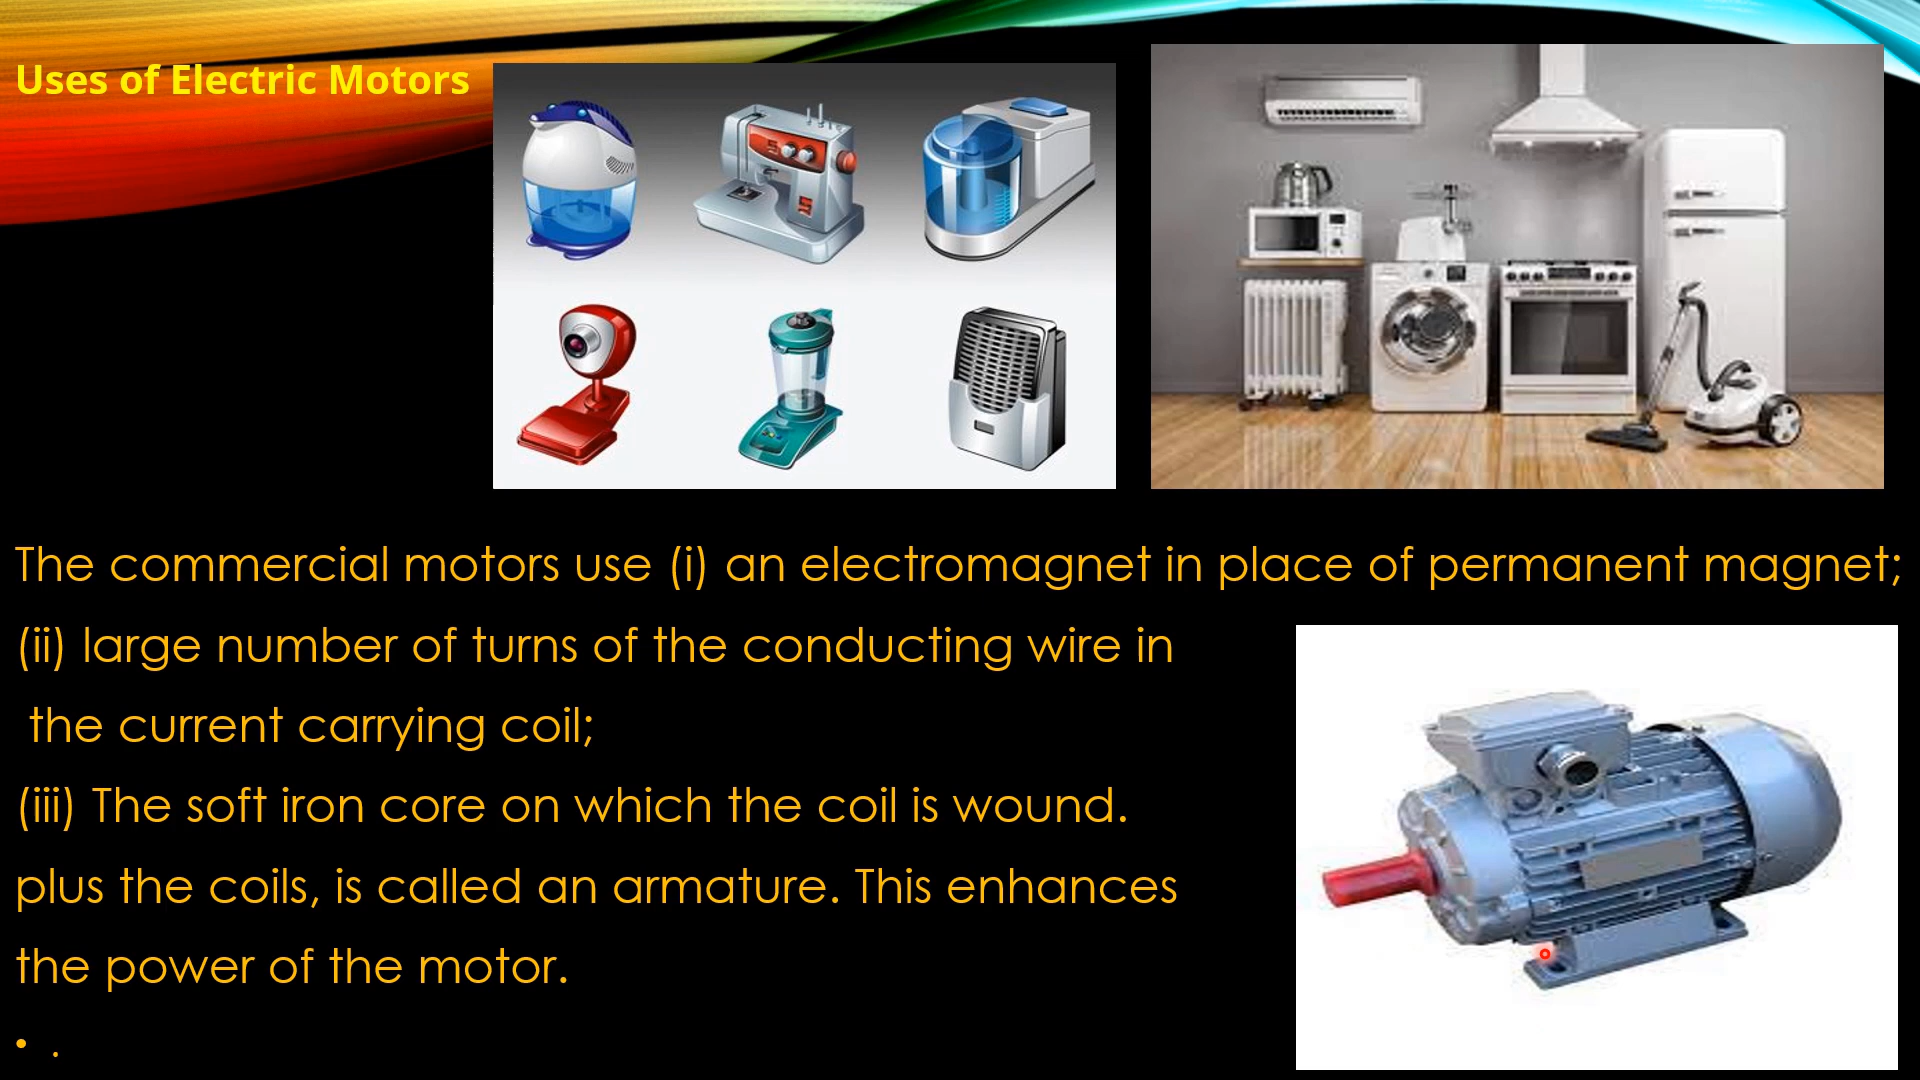 Uses of Electric Motors
The commercial motors use (i) an electromagnet in place of permanent magnet;
(ii) large number of turns of the conducting wire in
the current carrying coil;
(iii) The soft iron core on which the coil is wound.
plus the coils, is called an armature. This enhances
the power of the motor.
• .